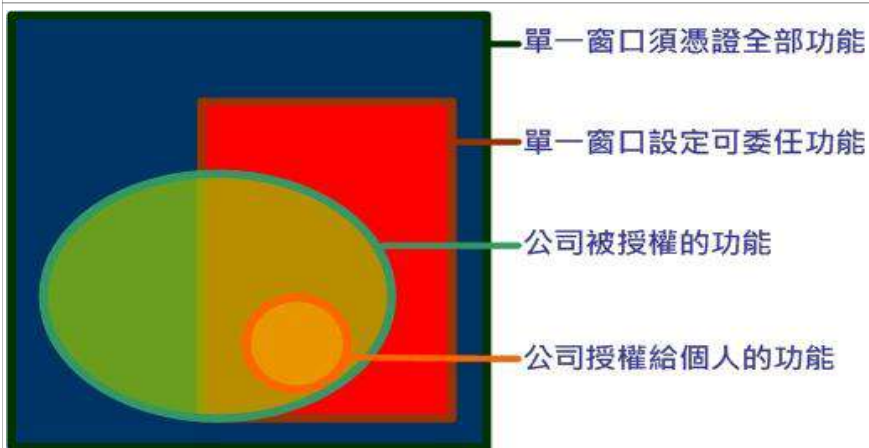 單一窗口須憑證全部功能
單一窗口設定可委任功能
公司被授權的功能
公司授權給個人的功能